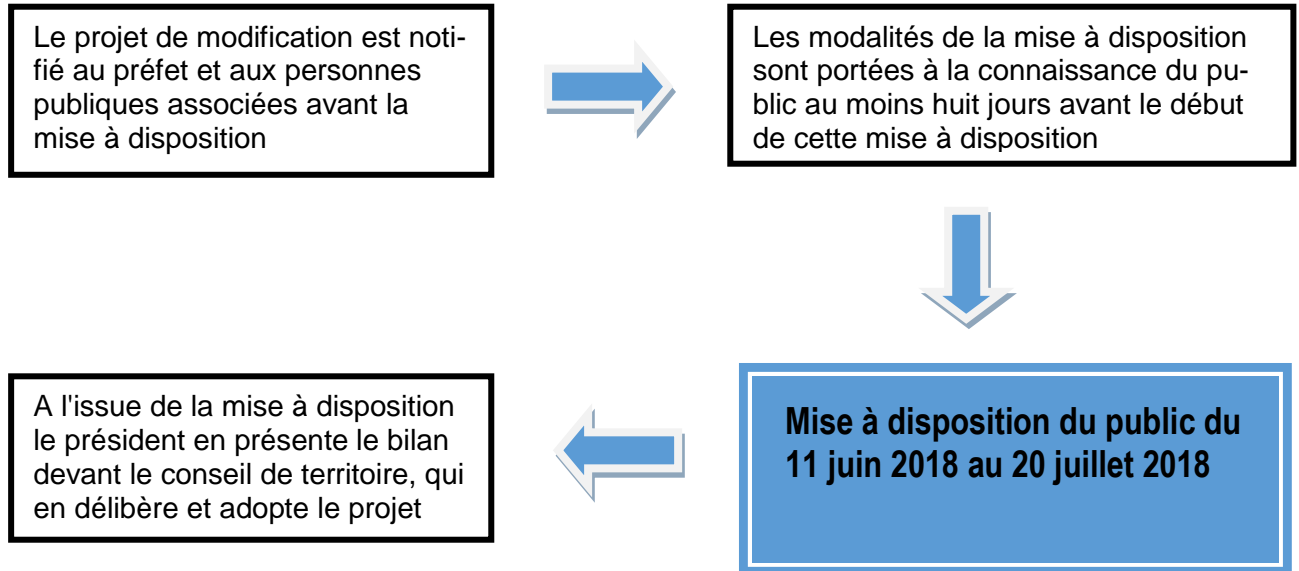 Le projet de modification est noti-
fié au préfet et aux personnes
publiques associées avant la
mise à disposition
Les modalités de la mise à disposition
sont portées à la connaissance du pu-
blic au moins huit jours avant le début
de cette mise à disposition
Mise à disposition du public du
11 juin 2018 au 20 juillet 2018
A l'issue de la mise à disposition
le président en présente le bilan
devant le conseil de territoire, qui
en délibère et adopte le projet